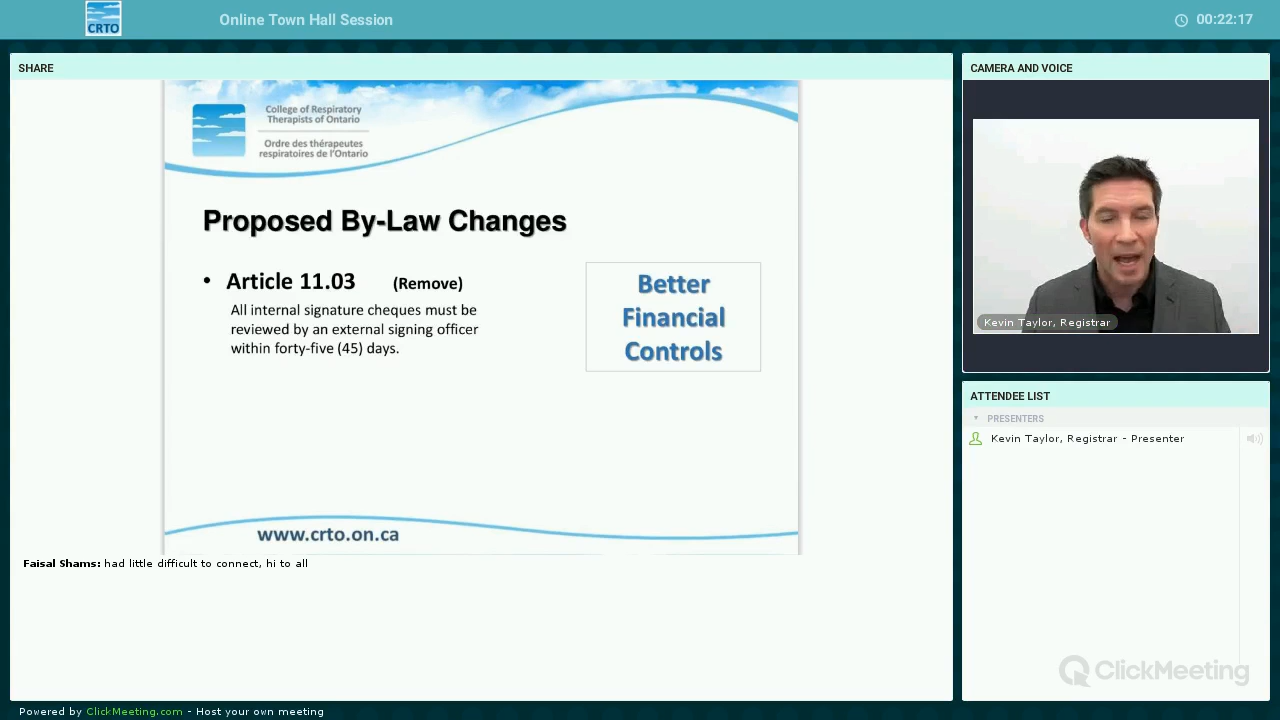 CRTO
Online Town Hall Session
00:22:17
SHARE
College of Respiratory
Therapists of Ontario
Ordre des thérapeutes
respiratoires de l'Ontario
Proposed By-Law Changes
• Article 11.03 (Remove)
All internal signature cheques must be
reviewed by an external signing officer
within forty-five (45) days.
Better
Financial
Controls
www.crto.on.ca
Faisal Shams: had little difficult to connect, hi to all
CAMERA AND VOICE
Kevin Taylor, Registrar
ATTENDEE LIST
PRESENTERS
Kevin Taylor, Registrar - Presenter
ClickMeeting
Powered by ClickMeeting.com - Host your own meeting